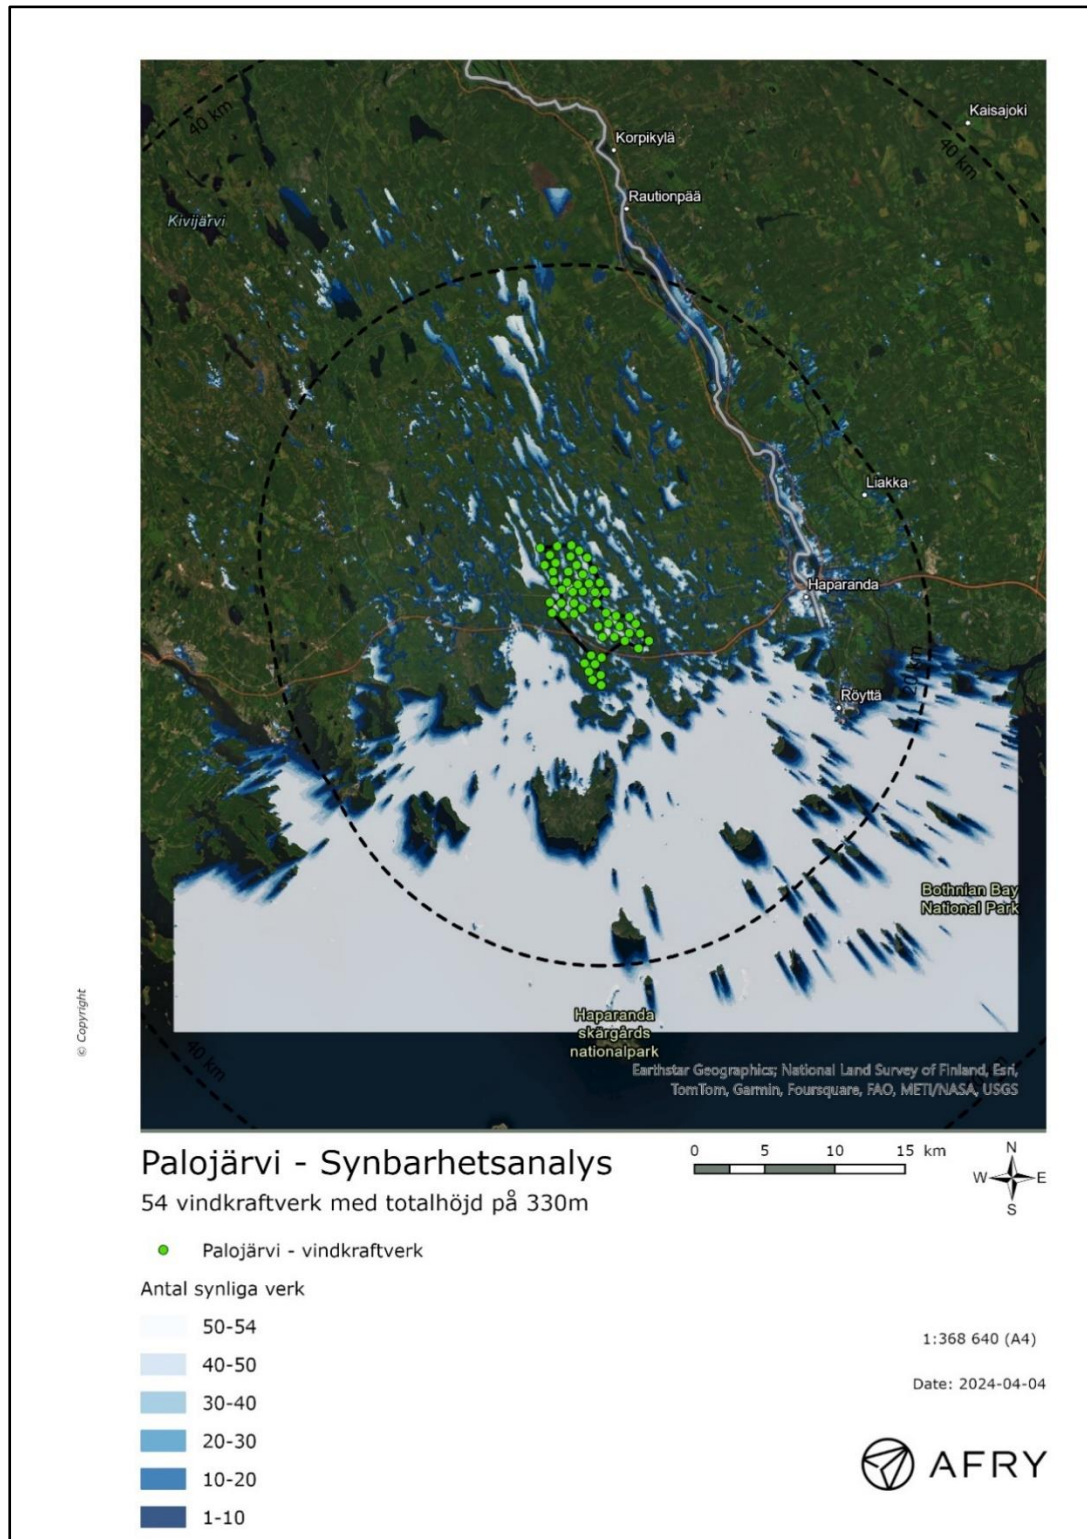 40 km
Kaisajoki
40 km
Korpikylä
Rautionpää
Kivijärvi
Liakka
Haparanda
20 km
Röyttä
Bothnian Bay
National Park
Haparanda
skärgårds
nationalpark
40 km
Earthstar Geographics; National Land Survey of Finland, Esri,
TomTom, Garmin, Foursquare, FAO, METI/NASA, USGS
© Copyright
Palojärvi - Synbarhetsanalys
54 vindkraftverk med totalhöjd på 330m
0 5 10 15 km
N
W E
S
Palojärvi - vindkraftverk
Antal synliga verk
50-54
40-50
30-40
20-30
10-20
1-10
1:368 640 (A4)
Date: 2024-04-04
AFRY